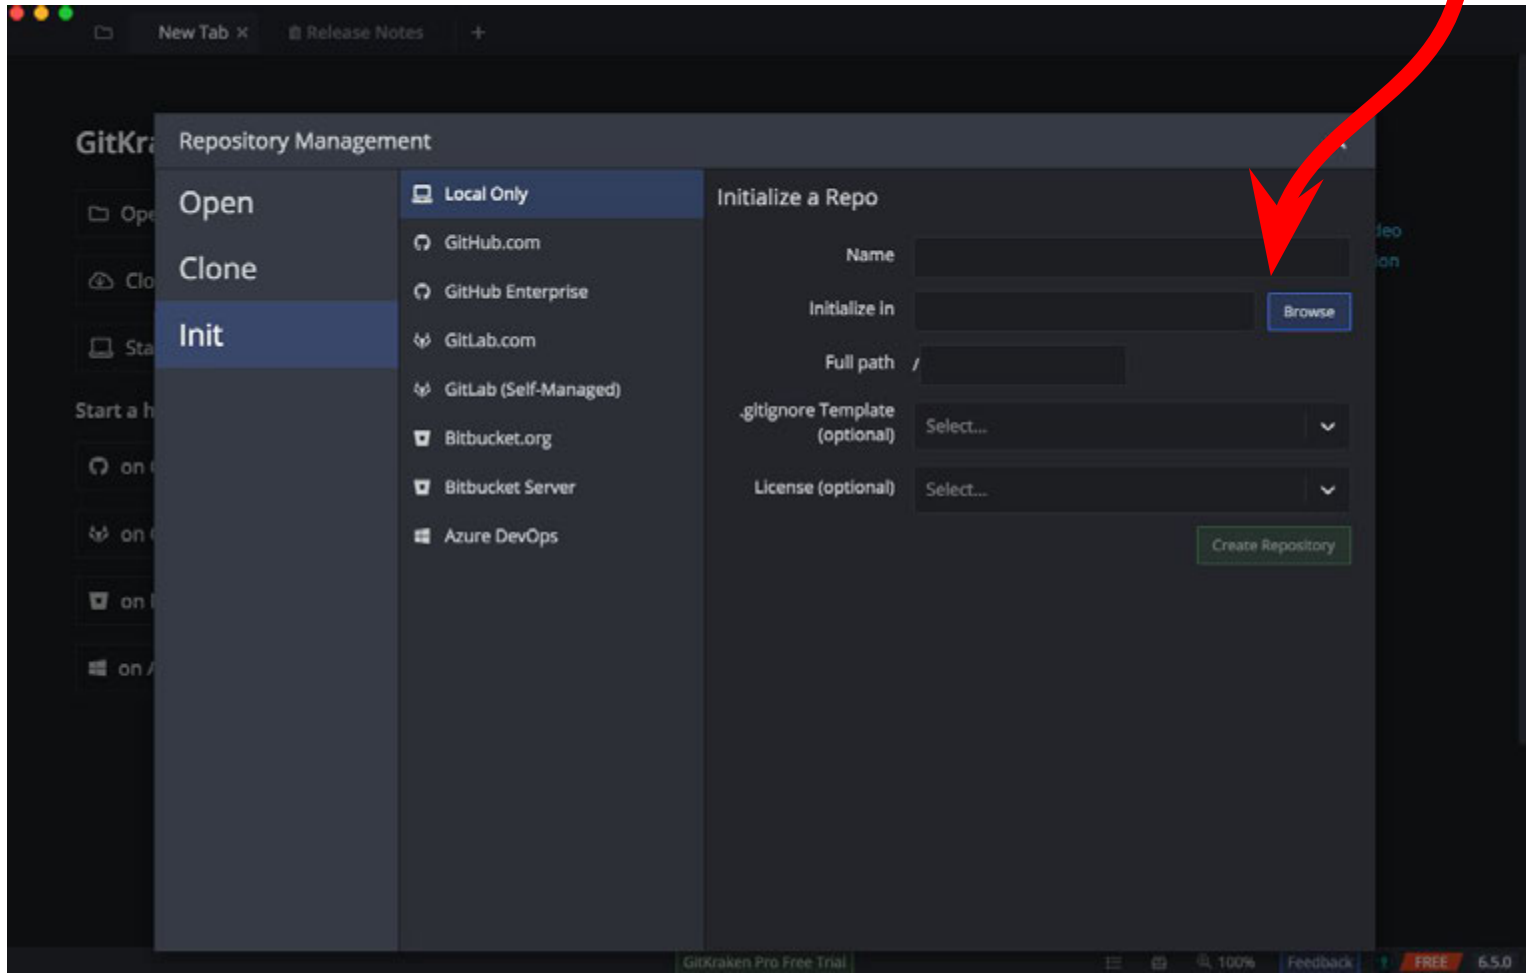 New Tab
Release Notes
GitKra
Repository Management
Open
Clone
Init
Local Only
GitHub.com
GitHub Enterprise
GitLab.com
GitLab (Self-Managed)
Bitbucket.org
Bitbucket Server
Azure DevOps
Initialize a Repo
Name
Initialize in
Browse
Full path /
.gitignore Template
(optional)
Select...
License (optional)
Select...
Create Repository
Ope
Clo
Sta
Start a h
on
on
on
on
GitKraken Pro Free Trial
100%
Feedback
FREE
6.5.0